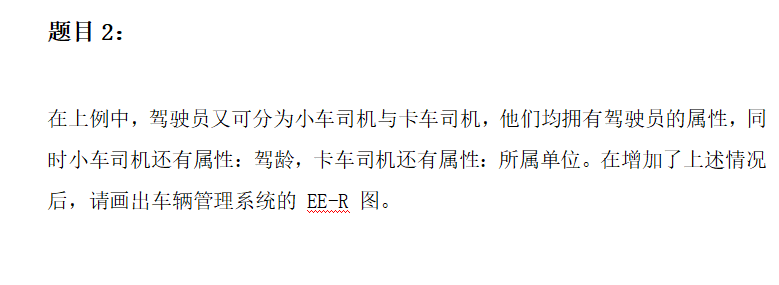 题目 2：
在上例中，驾驶员又可分为小车司机与卡车司机，他们均拥有驾驶员的属性，同
时小车司机还有属性：驾龄，卡车司机还有属性：所属单位。在增加了上述情况
后，请画出车辆管理系统的 EE-R 图。